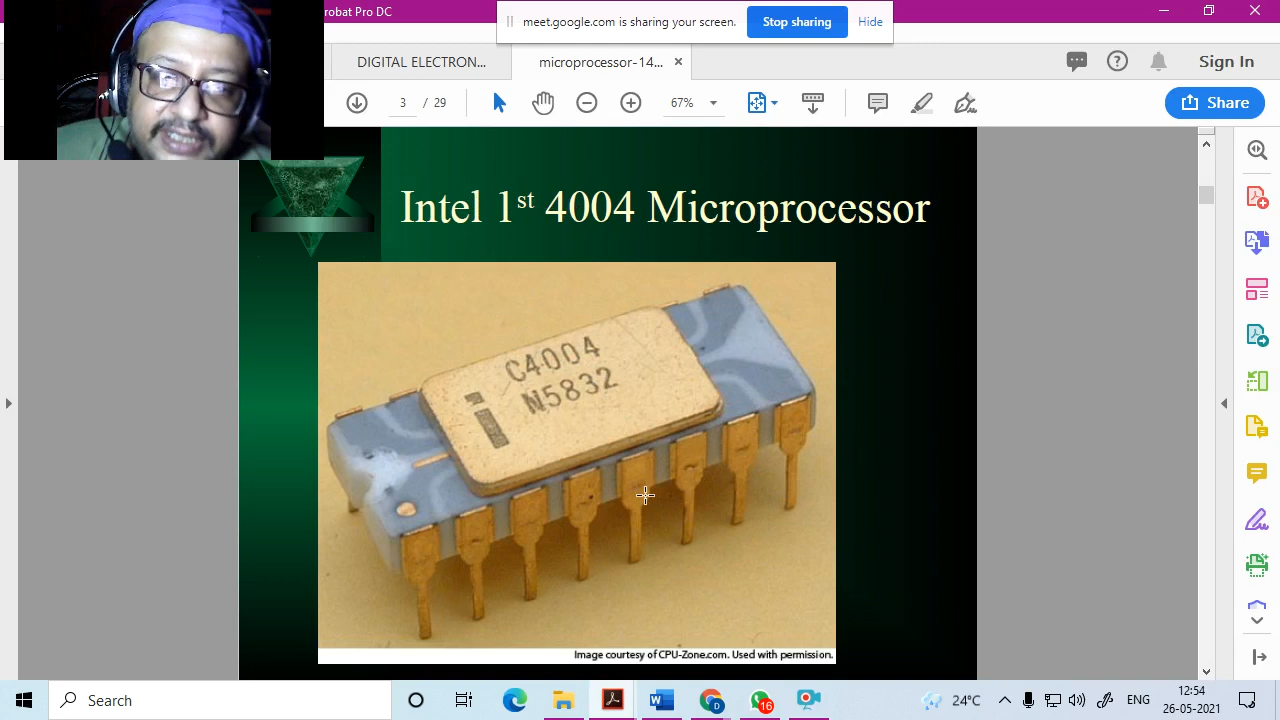 robat Pro DC
meet.google.com is sharing your screen.
Stop sharing
Hide
DIGITAL ELECTRON...
microprocessor-14...
Sign In
3 / 29
67%
Share
Intel 1st 4004 Microprocessor
C4004
N5832
i
Image courtesy of CPU-Zone.com. Used with permission.
Search
16
24°C
ENG
12:54
26-05-2021